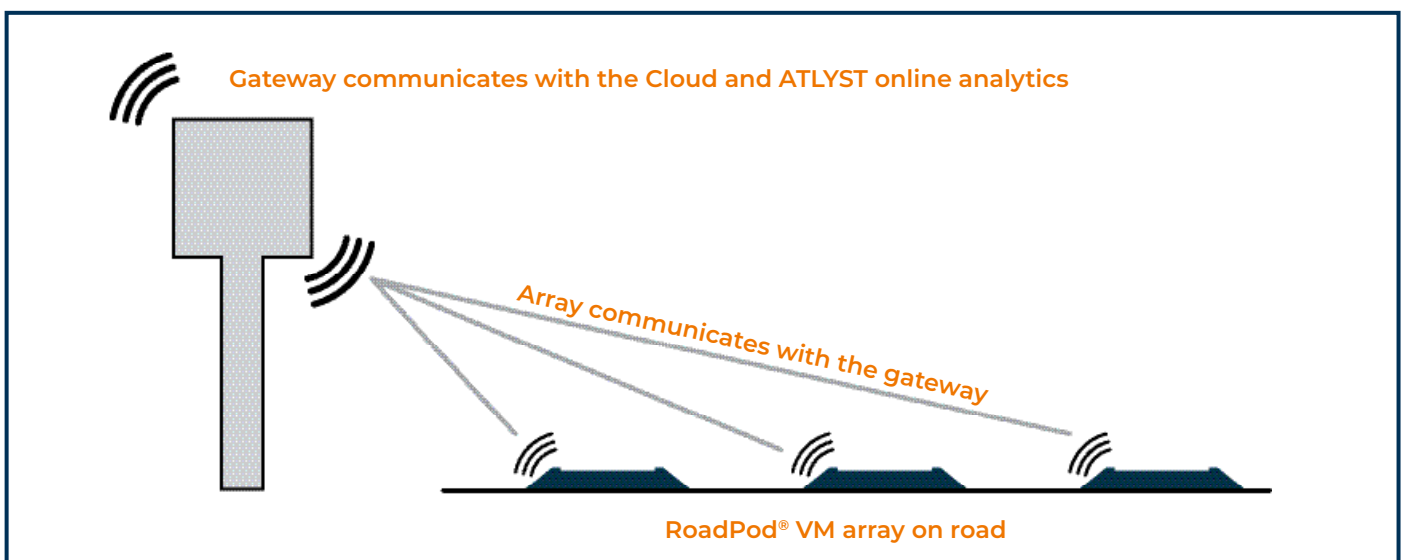 Gateway communicates with the Cloud and ATLYST online analytics
Array communicates with the gateway
RoadPod® VM array on road